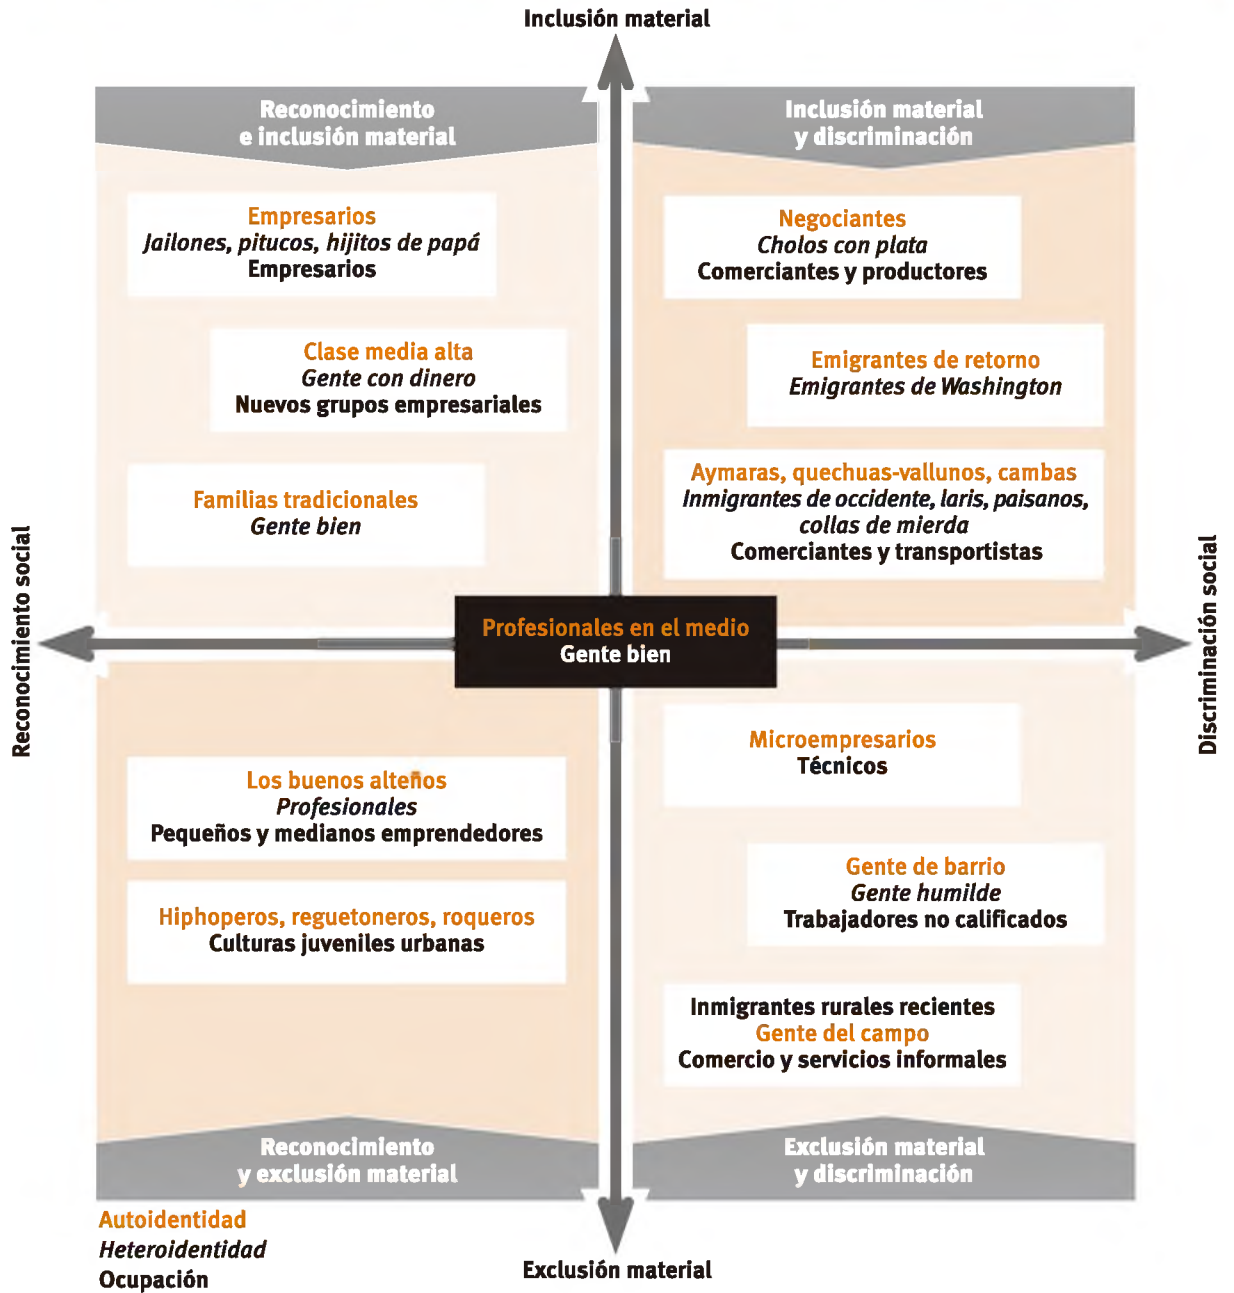 Inclusión material
Reconocimiento
e inclusión material
Inclusión material
y discriminación
Empresarios
Jailones, pitucos, hijitos de papá
Empresarios
Clase media alta
Gente con dinero
Nuevos grupos empresariales
Familias tradicionales
Gente bien
Negociantes
Cholos con plata
Comerciantes y productores
Emigrantes de retorno
Emigrantes de Washington
Aymaras, quechuas-vallunos, cambas
Inmigrantes de occidente, laris, paisanos,
collas de mierda
Comerciantes y transportistas
Reconocimiento social
Profesionales en el medio
Gente bien
Discriminación social
Los buenos alteños
Profesionales
Pequeños y medianos emprendedores
Hiphoperos, reguetoneros, roqueros
Culturas juveniles urbanas
Microempresarios
Técnicos
Gente de barrio
Gente humilde
Trabajadores no calificados
Inmigrantes rurales recientes
Gente del campo
Comercio y servicios informales
Reconocimiento
y exclusión material
Exclusión material
y discriminación
Autoidentidad
Heteroidentidad
Ocupación
Exclusión material